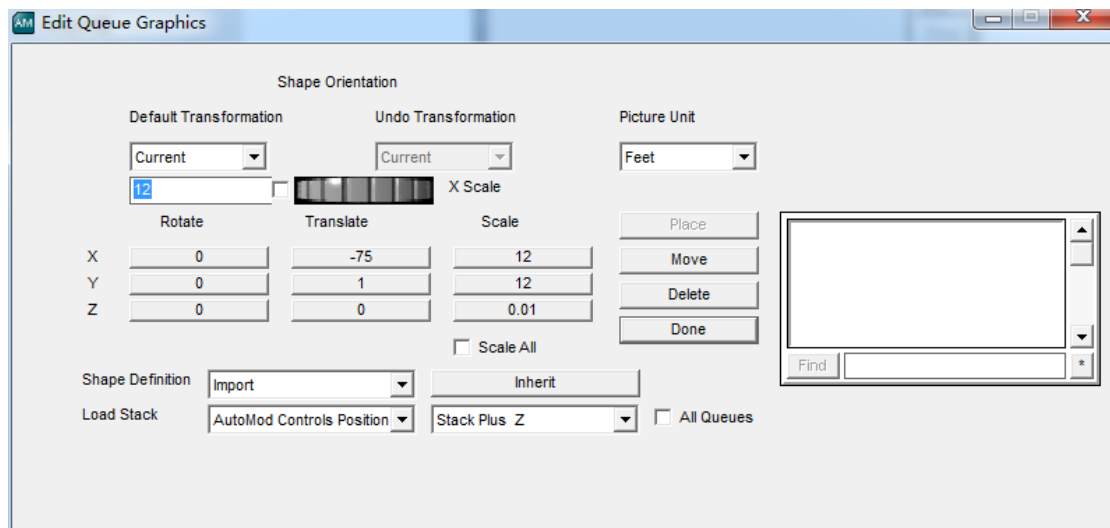 AM Edit Queue Graphics
Shape Orientation
Default Transformation Undo Transformation Picture Unit
Current Current Feet
12 X Scale
Rotate Translate Scale Place
X 0 -75 12 Move
Y 0 1 12 Delete
Z 0 0 0.01 Done
Scale All
Find *
Shape Definition Import Inherit
Load Stack AutoMod Controls Position Stack Plus Z All Queues